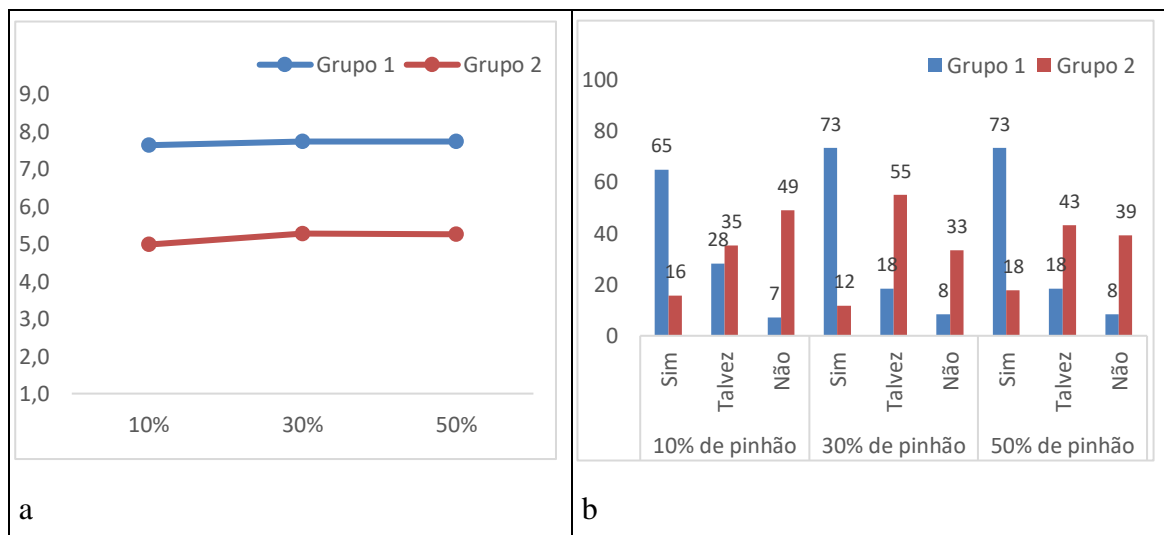 Grupo 1 Grupo 2
9,0
8,0
7,0
6,0
5,0
4,0
3,0
2,0
1,0
10% 30% 50%
a
Grupo 1 Grupo 2
100
80
60
40
20
0
65 16 28 35 7 49 73 12 18 55 8 33 73 18 18 43 8 39
Sim Talvez Não Sim Talvez Não Sim Talvez Não
10% de pinhão 30% de pinhão 50% de pinhão
b